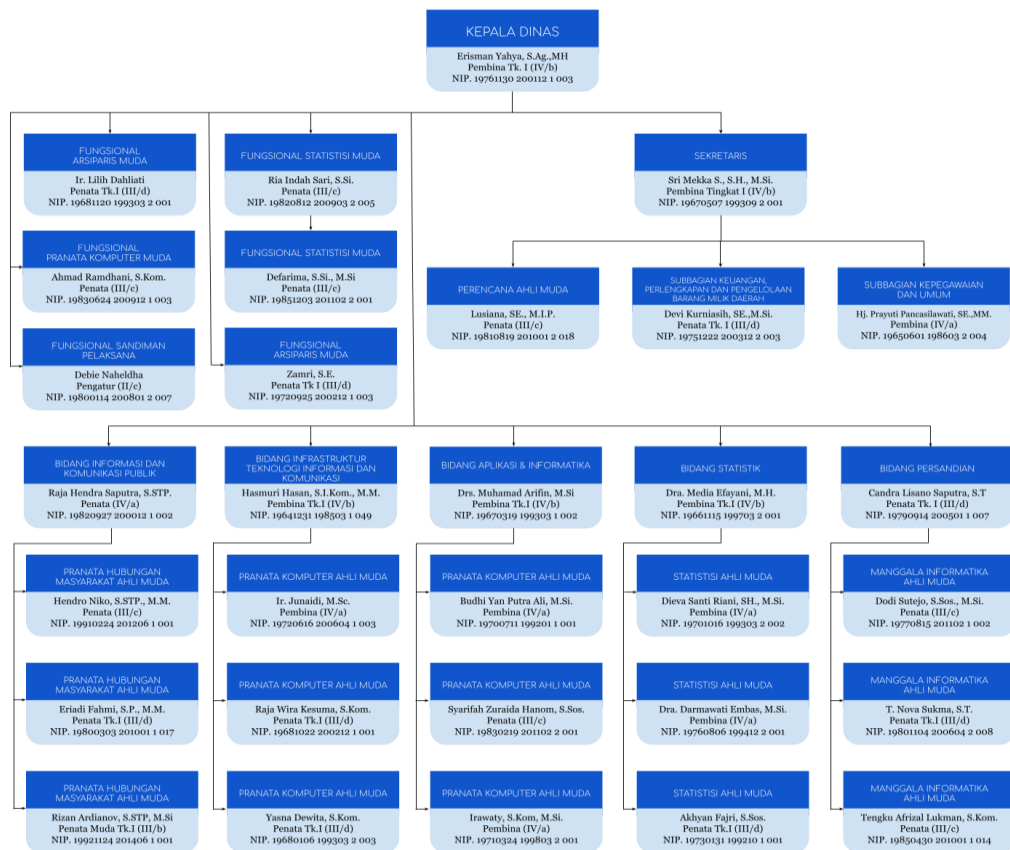 KEPALA DINAS
Erisman Yahya, S.Ag.,MH
Pembina Tk. I (IV/b)
NIP. 19761130 200112 1 003
FUNGSIONAL
ARSIPARIS MUDA
Ir. Lilih Dahliati
Penata Tk.I (III/d)
NIP. 19681120 199303 2 001
FUNGSIONAL STATISTISI MUDA
Ria Indah Sari, S.Si.
Penata (III/c)
NIP. 19820812 200903 2 005
SEKRETARIS
Sri Mekka S., S.H., M.Si.
Pembina Tingkat I (IV/b)
NIP. 19670507 199309 2 001
FUNGSIONAL
PRANATA KOMPUTER MUDA
Ahmad Ramdhani, S.Kom.
Penata (III/c)
NIP. 19830624 200912 1 003
FUNGSIONAL STATISTISI MUDA
Defarima, S.Si., M.Si
Penata (III/c)
NIP. 19851203 201102 2 001
PERENCANA AHLI MUDA
Lusiana, SE., M.I.P.
Penata (III/c)
NIP. 19810819 201001 2 018
SUBBAGIAN KEUANGAN,
PERLENGKAPAN DAN PENGELOLAAN
BARANG MILIK DAERAH
Devi Kurniasih, SE.,M.Si.
Penata Tk. I (III/d)
NIP. 19751222 200312 2 003
SUBBAGIAN KEPEGAWAIAN
DAN UMUM
Hj. Prayuti Pancasilawati, SE.,MM.
Pembina (IV/a)
NIP. 19650601 198603 2 004
FUNGSIONAL SANDIMAN
PELAKSANA
Debie Naheldha
Pengatur (II/c)
NIP. 19800114 200801 2 007
FUNGSIONAL
ARSIPARIS MUDA
Zamri, S.E.
Penata Tk I (III/d)
NIP. 19720925 200212 1 003
BIDANG INFORMASI DAN
KOMUNIKASI PUBLIK
Raja Hendra Saputra, S.STP.
Penata (IV/a)
NIP. 19820927 200012 1 002
BIDANG INFRASTRUKTUR
TEKNOLOGI INFORMASI DAN
KOMUNIKASI
Hasmuri Hasan, S.I.Kom., M.M.
Pembina Tk.I (IV/b)
NIP. 19641231 198503 1 049
BIDANG APLIKASI & INFORMATIKA
Drs. Muhamad Arifin, M.Si
Pembina Tk.I (IV/b)
NIP. 19670319 199303 1 002
BIDANG STATISTIK
Dra. Media Efayani, M.H.
Pembina Tk.I (IV/b)
NIP. 19661115 199703 2 001
BIDANG PERSANDIAN
Candra Lisano Saputra, S.T
Penata Tk. I (III/d)
NIP. 19790914 200501 1 007
PRANATA HUBUNGAN
MASYARAKAT AHLI MUDA
Hendro Niko, S.STP., M.M.
Penata (III/c)
NIP. 19910224 201206 1 001
PRANATA KOMPUTER AHLI MUDA
Ir. Junaidi, M.Sc.
Pembina (IV/a)
NIP. 19720616 200604 1 003
PRANATA KOMPUTER AHLI MUDA
Budhi Yan Putra Ali, M.Si.
Pembina (IV/a)
NIP. 19700711 199201 1 001
STATISTISI AHLI MUDA
Dieva Santi Riani, SH., M.Si.
Pembina (IV/a)
NIP. 19701016 199303 2 002
MANGGALA INFORMATIKA
AHLI MUDA
Dodi Sutejo, S.Sos., M.Si.
Penata (III/c)
NIP. 19770815 201102 1 002
PRANATA HUBUNGAN
MASYARAKAT AHLI MUDA
Eriadi Fahmi, S.P., M.M.
Penata Tk.I (III/d)
NIP. 19800303 201001 1 017
PRANATA KOMPUTER AHLI MUDA
Raja Wira Kesuma, S.Kom.
Penata Tk.I (III/d)
NIP. 19681022 200212 1 001
PRANATA KOMPUTER AHLI MUDA
Syarifah Zuraida Hanom, S.Sos.
Penata (III/c)
NIP. 19830219 201102 2 001
STATISTISI AHLI MUDA
Dra. Darmawati Embas, M.Si.
Pembina (IV/a)
NIP. 19760806 199412 2 001
MANGGALA INFORMATIKA
AHLI MUDA
T. Nova Sukma, S.T.
Penata Tk.I (III/d)
NIP. 19801104 200604 2 008
PRANATA HUBUNGAN
MASYARAKAT AHLI MUDA
Rizan Ardianov, S.STP, M.Si
Penata Muda Tk.I (III/b)
NIP. 19921124 201406 1 001
PRANATA KOMPUTER AHLI MUDA
Yasna Dewita, S.Kom.
Penata Tk.I (III/d)
NIP. 19680106 199303 2 003
PRANATA KOMPUTER AHLI MUDA
Irawaty, S.Kom, M.Si.
Pembina (IV/a)
NIP. 19710324 199803 2 001
STATISTISI AHLI MUDA
Akhyan Fajri, S.Sos.
Penata Tk.I (III/d)
NIP. 19730131 199210 1 001
MANGGALA INFORMATIKA
AHLI MUDA
Tengku Afrizal Lukman, S.Kom.
Penata (III/c)
NIP. 19850430 201001 1 014